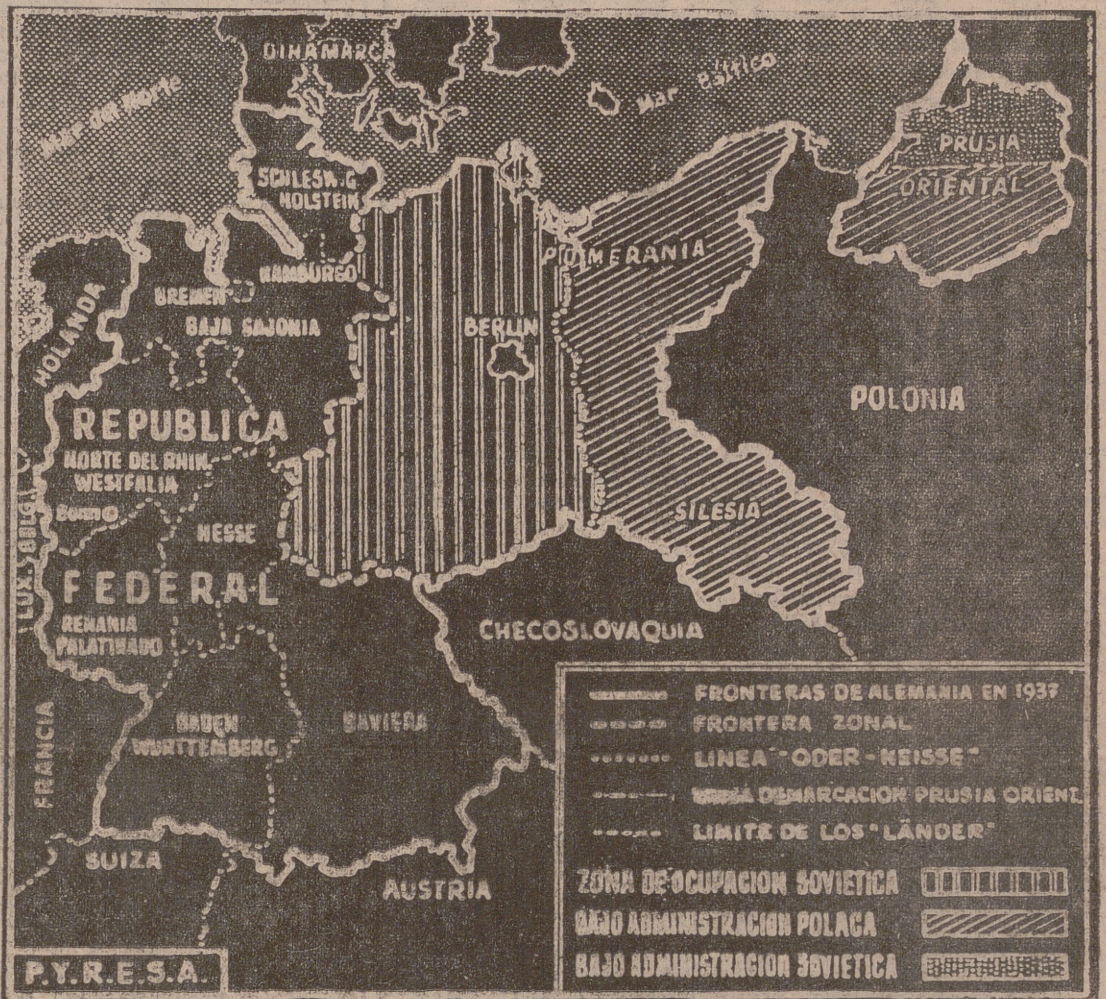 DINAMARCA
Mar del Norte
Mar Báltico
PRUSIA
ORIENTAL
SCHLESW.G
HOLSTEIN
POMERANIA
HAMBURGO
BREMEN
BAJA SAJONIA
HOLANDA
BERLIN
POLONIA
REPUBLICA
NORTE DEL RHIN.
WESTFALIA
Bonn
BELGI
SILESIA
HESSE
FEDERAL
LUX.
RENANIA
PALATINADO
CHECOSLOVAQUIA
FRANCIA
BADEN
WURTTEMBERG
BAVIERA
SUIZA
AUSTRIA
FRONTERAS DE ALEMANIA EN 1937
FRONTERA ZONAL
LINEA "ODER-NEISSE"
DEMARCACION PRUSIA ORIENT.
LIMITE DE LOS "LÄNDER"
ZONA DE OCUPACION SOVIETICA
BAJO ADMINISTRACION POLACA
BAJO ADMINISTRACION SOVIETICA
P.Y.R.E.S.A.